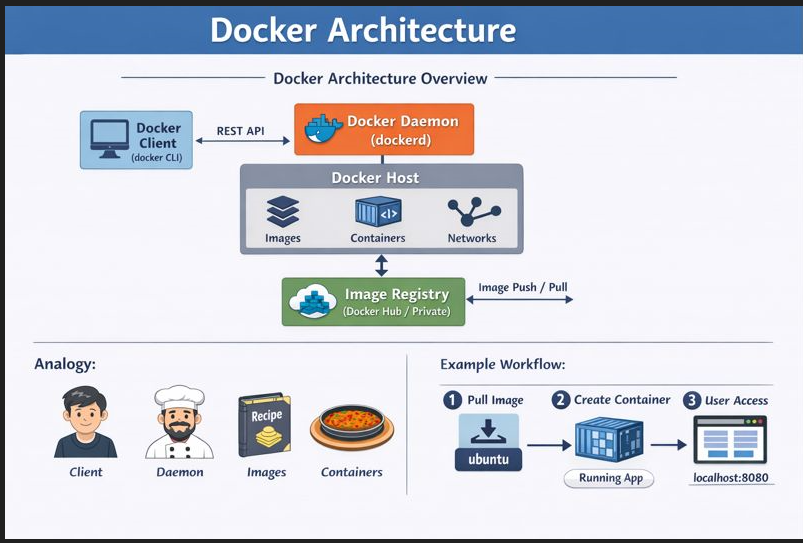 Docker Architecture
Docker Architecture Overview
Docker
Client
(docker CLI)
REST API
Docker Daemon
(dockerd)
Docker Host
Images
Containers
Networks
Image Registry
(Docker Hub / Private)
Image Push / Pull
Analogy:
Recipe
Client
Daemon
Images
Containers
Example Workflow:
1 Pull Image
2 Create Container
3 User Access
</>
ubuntu
Running App
localhost:8080